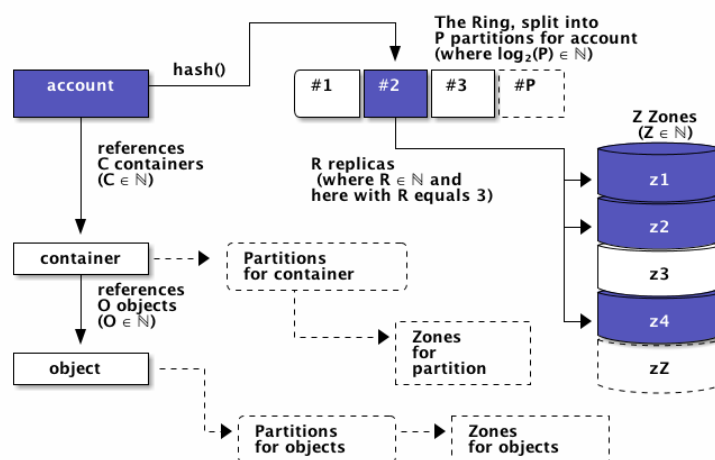 The Ring, split into
P partitions for account
(where log₂(P) ∈ ℕ)
hash()
account
#1
#2
#3
#P
Z Zones
(Z ∈ ℕ)
references
C containers
(C ∈ ℕ)
R replicas
(where R ∈ ℕ and
here with R equals 3)
z1
z2
z3
z4
zZ
container
Partitions
for container
references
O objects
(O ∈ ℕ)
Zones
for
partition
object
Partitions
for objects
Zones
for objects